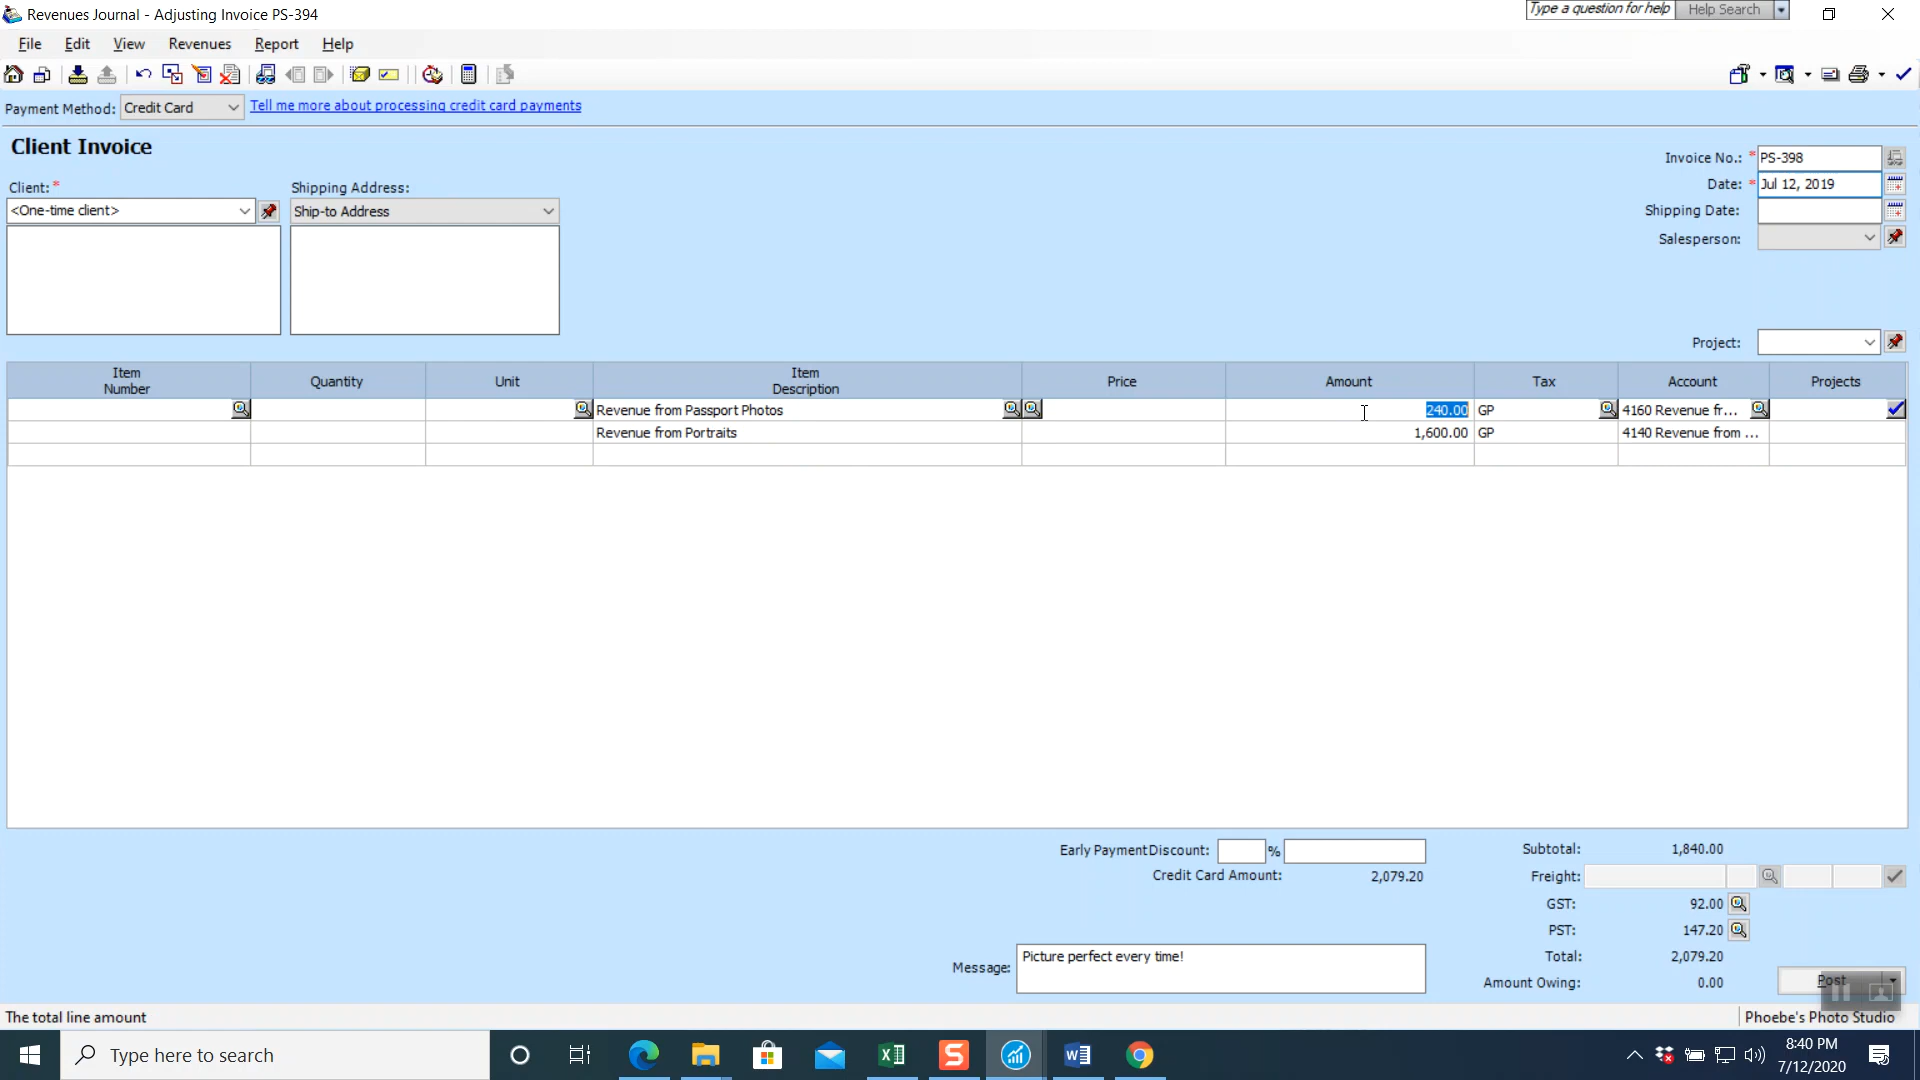 Revenues Journal - Adjusting Invoice PS-394
Type a question for help Help Search
File Edit View Revenues Report Help
Payment Method: Credit Card Tell me more about processing credit card payments
Client Invoice
Invoice No.: * PS-398
Client: * Shipping Address: Date: * Jul 12, 2019
<One-time client> Ship-to Address Shipping Date:
Salesperson:
Project:
Item Number Quantity Unit Item Description Price Amount Tax Account Projects
Revenue from Passport Photos 240.00 GP 4160 Revenue fr...
Revenue from Portraits 1,600.00 GP 4140 Revenue from ...
Early Payment Discount: % Subtotal: 1,840.00
Credit Card Amount: 2,079.20 Freight:
GST: 92.00
PST: 147.20
Message: Picture perfect every time! Total: 2,079.20
Amount Owing: 0.00 Post
The total line amount Phoebe's Photo Studio
Type here to search 8:40 PM
7/12/2020